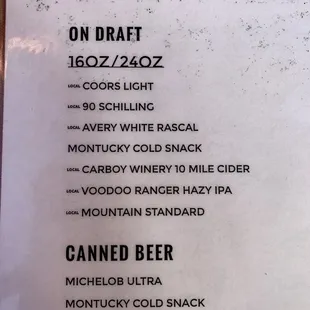 ON DRAFT
16OZ/24OZ
LOCAL COORS LIGHT
LOCAL 90 SCHILLING
LOCAL AVERY WHITE RASCAL
MONTUCKY COLD SNACK
LOCAL CARBOY WINERY 10 MILE CIDER
LOCAL VOODOO RANGER HAZY IPA
LOCAL MOUNTAIN STANDARD
CANNED BEER
MICHELOB ULTRA
MONTUCKY COLD SNACK